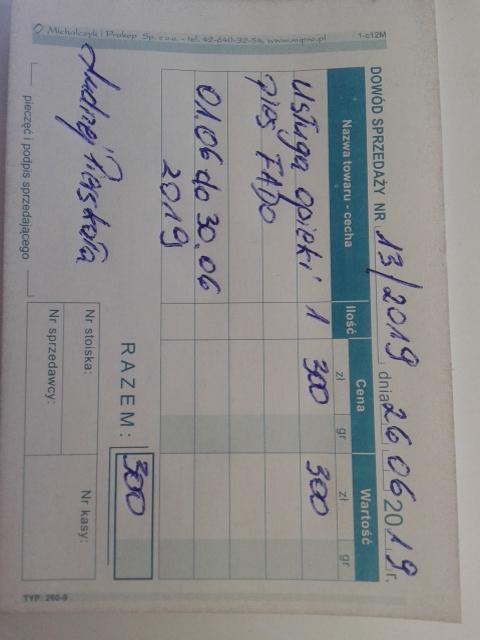 DOWÓD SPRZEDAŻY NR 13/2019 dnia 26 06 2019 r.
Nazwa towaru - cecha Ilość Cena Wartość
zł gr zł gr
Usługa opieki 1 300 300
pies FADO
01.06 do 30.06
2019
RAZEM: 300
Andrzej
pieczęć i podpis sprzedającego
Nr stoiska:
Nr sprzedawcy:
Nr kasy:
Michalczyk i Prokop Sp. z o.o. - tel. 42-640-32-54, www.mipro.pl 1-c12M
TYP: 260-9